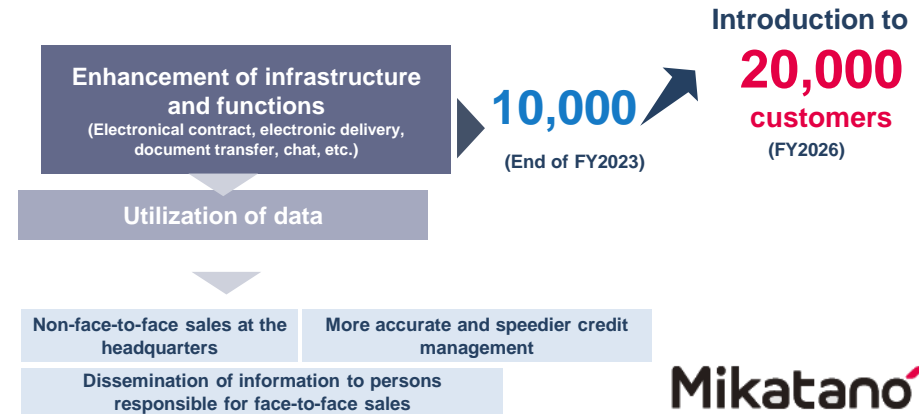 Introduction to
20,000
customers
(FY2026)
Enhancement of infrastructure
and functions
(Electronical contract, electronic delivery,
document transfer, chat, etc.)
10,000
(End of FY2023)
Utilization of data
Non-face-to-face sales at the
headquarters
More accurate and speedier credit
management
Dissemination of information to persons
responsible for face-to-face sales
Mikatano